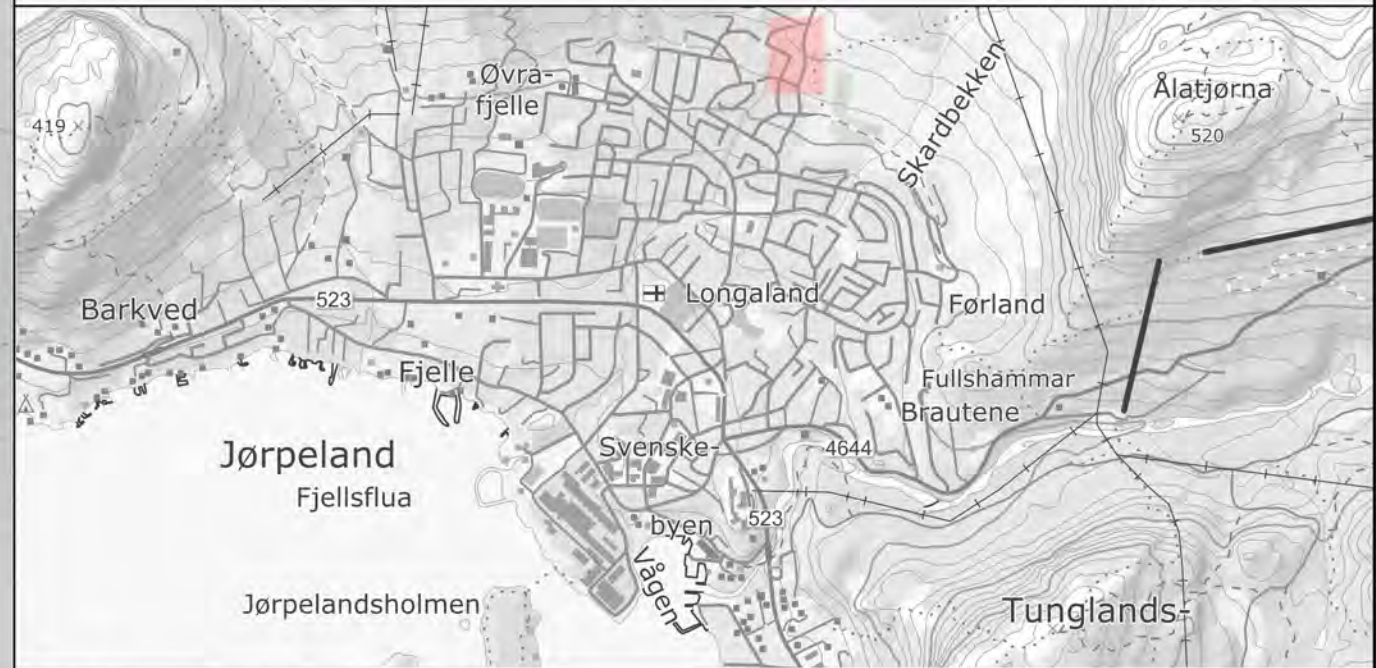 Øvra-
fjelle
Ålatjørna
419
520
Skardbekken
Barkved
523
Longaland
Førland
Fjelle
Fullshammar
Brautene
Jørpeland
Svenske-
4644
Fjellsflua
byen
523
Vågen
Jørpelandsholmen
Tunglands-